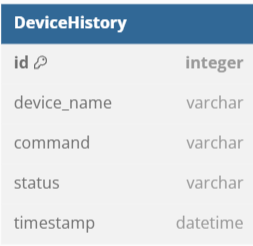 DeviceHistory
id integer
device_name varchar
command varchar
status varchar
timestamp datetime